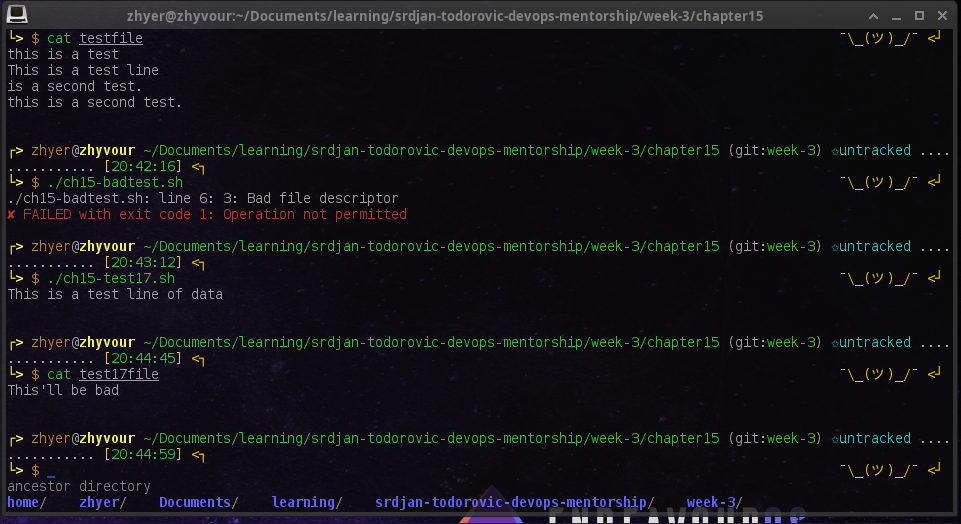 zhyer@zhyvour:~/Documents/learning/srdjan-todorovic-devops-mentorship/week-3/chapter15
└> $ cat testfile ¯\_(ツ)_/¯ <┘
this is a test
This is a test line
is a second test.
this is a second test.
┌> zhyer@zhyvour ~/Documents/learning/srdjan-todorovic-devops-mentorship/week-3/chapter15 (git:week-3) ✩untracked ....
........... [20:42:16] <┐
└> $ ./ch15-badtest.sh ¯\_(ツ)_/¯ <┘
./ch15-badtest.sh: line 6: 3: Bad file descriptor
✘ FAILED with exit code 1: Operation not permitted
┌> zhyer@zhyvour ~/Documents/learning/srdjan-todorovic-devops-mentorship/week-3/chapter15 (git:week-3) ✩untracked ....
........... [20:43:12] <┐
└> $ ./ch15-test17.sh ¯\_(ツ)_/¯ <┘
This is a test line of data
┌> zhyer@zhyvour ~/Documents/learning/srdjan-todorovic-devops-mentorship/week-3/chapter15 (git:week-3) ✩untracked ....
........... [20:44:45] <┐
└> $ cat test17file ¯\_(ツ)_/¯ <┘
This'll be bad
┌> zhyer@zhyvour ~/Documents/learning/srdjan-todorovic-devops-mentorship/week-3/chapter15 (git:week-3) ✩untracked ....
........... [20:44:59] <┐
└> $ _ ¯\_(ツ)_/¯ <┘
ancestor directory
home/ zhyer/ Documents/ learning/ srdjan-todorovic-devops-mentorship/ week-3/